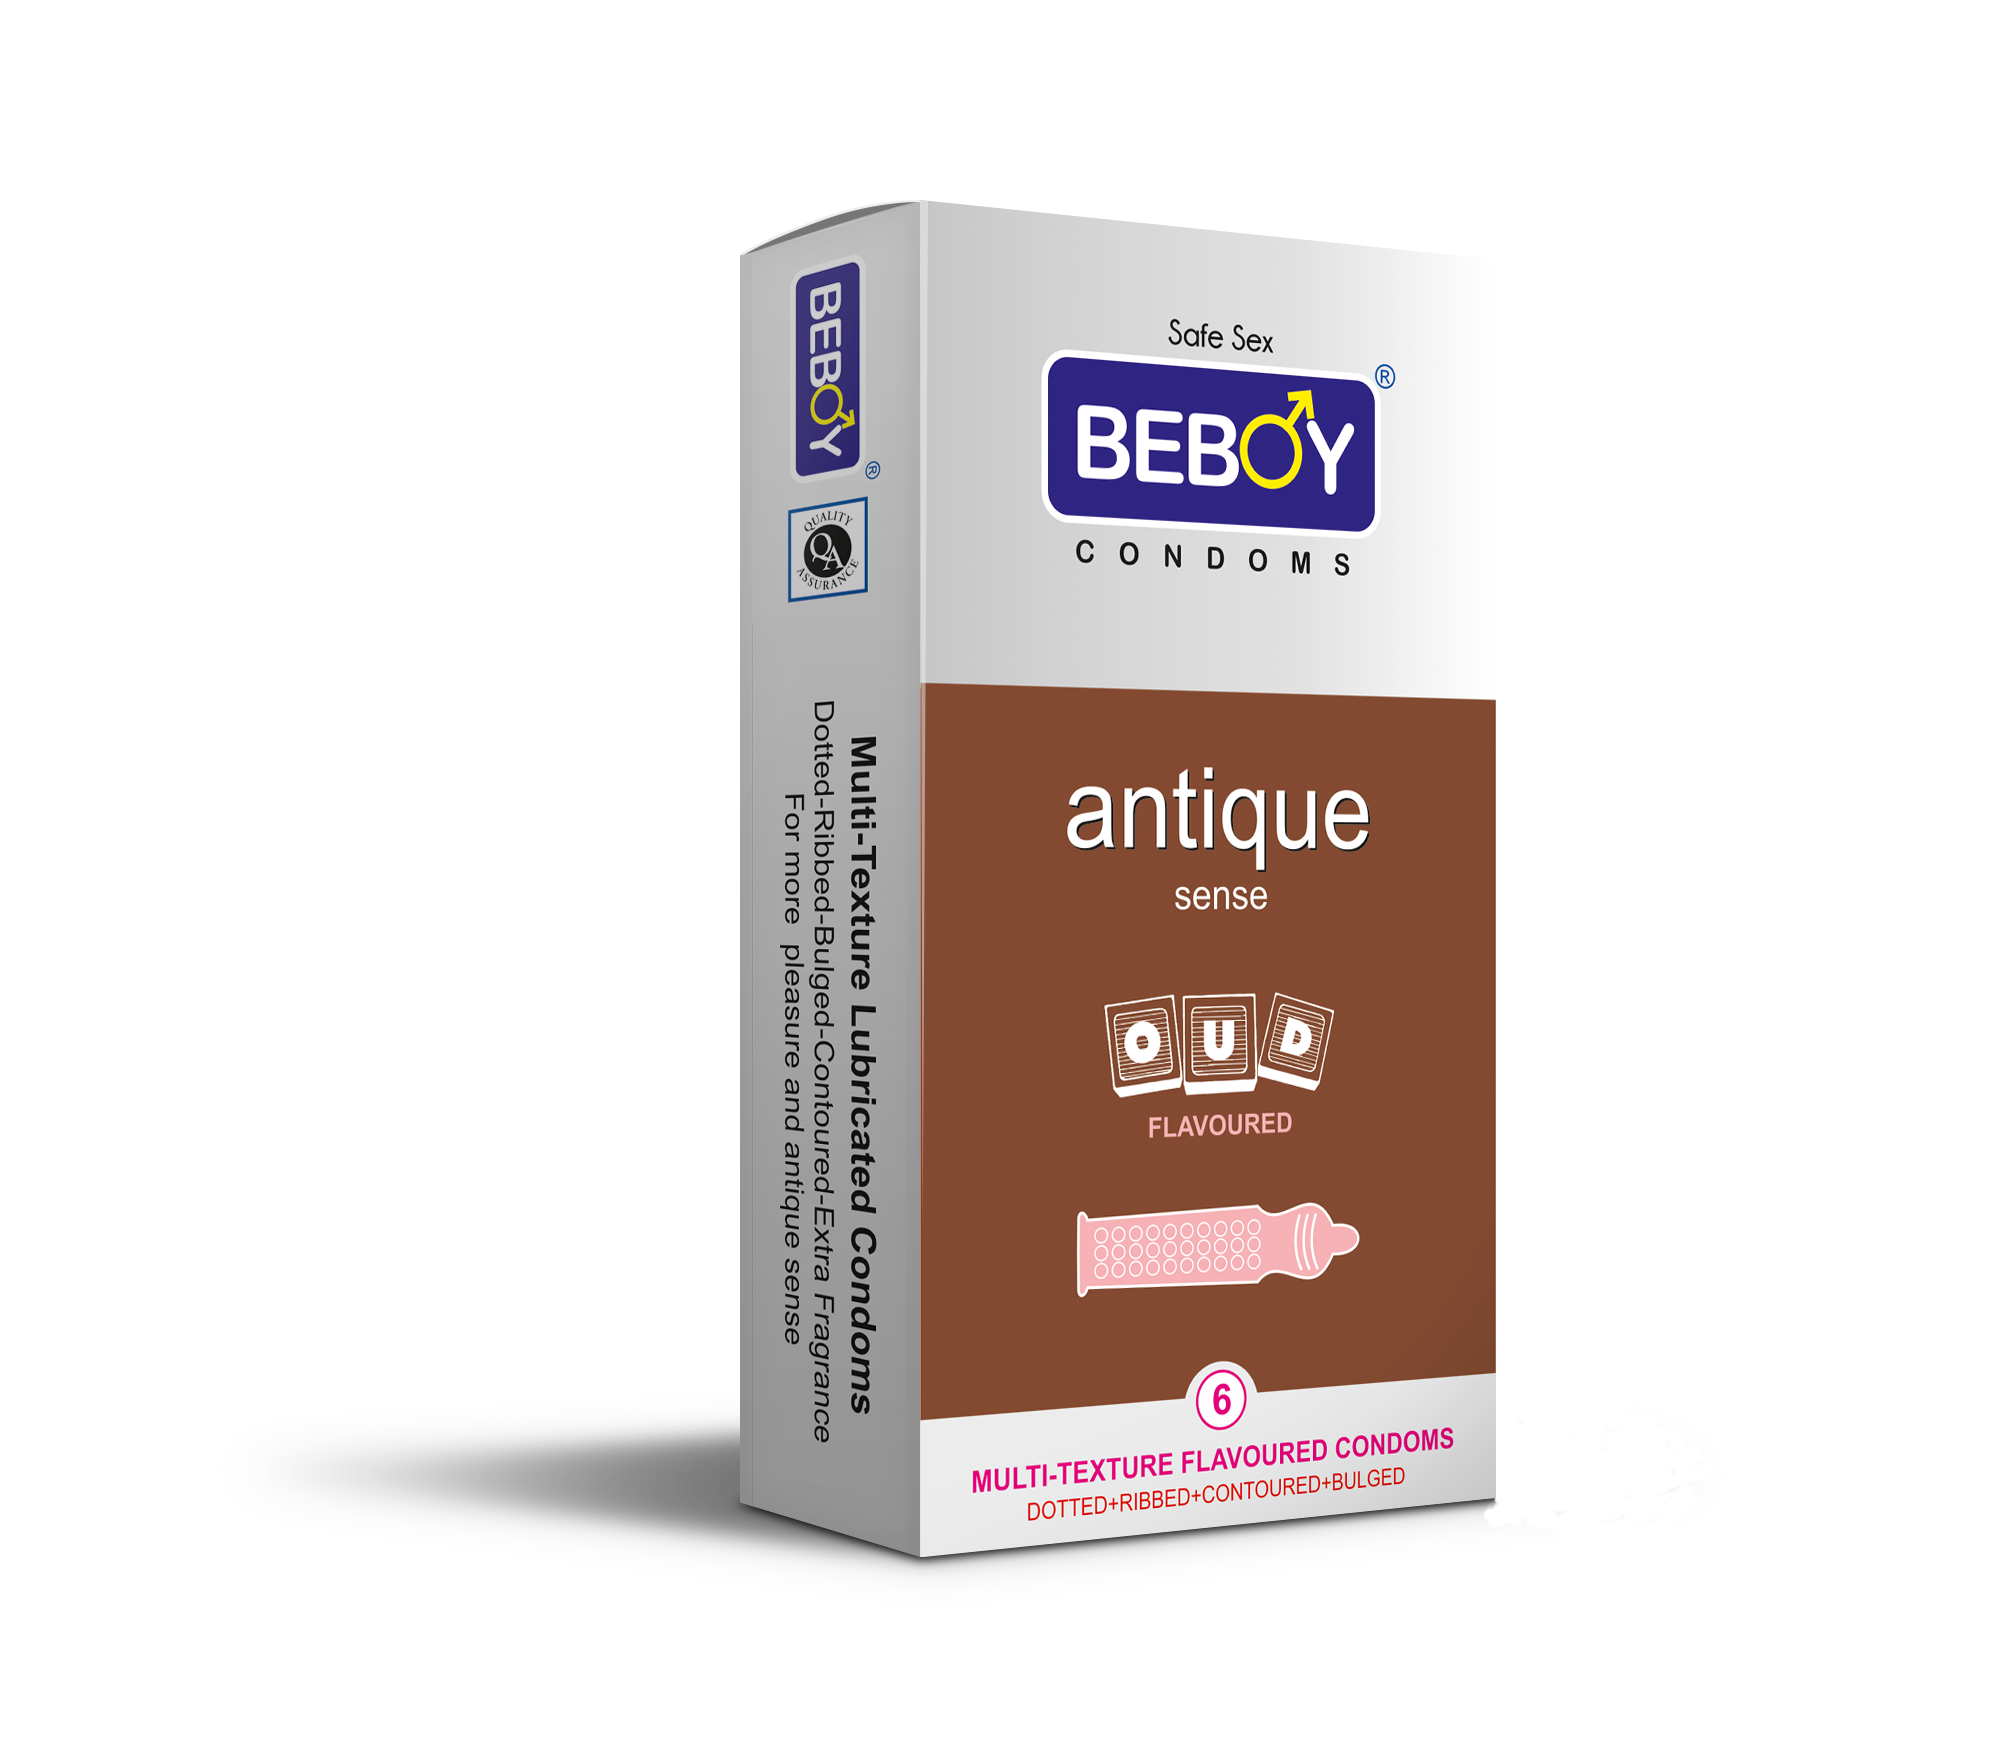 Safe Sex
BEBOY®
CONDOMS
antique
sense
OUD
FLAVOURED
6
MULTI-TEXTURE FLAVOURED CONDOMS
DOTTED+RIBBED+CONTOURED+BULGED
BEBOY®
QUALITY
QA
ASSURANCE
Multi-Texture Lubricated Condoms
Dotted-Ribbed-Bulged-Contoured-Extra Fragrance
For more pleasure and antique sense